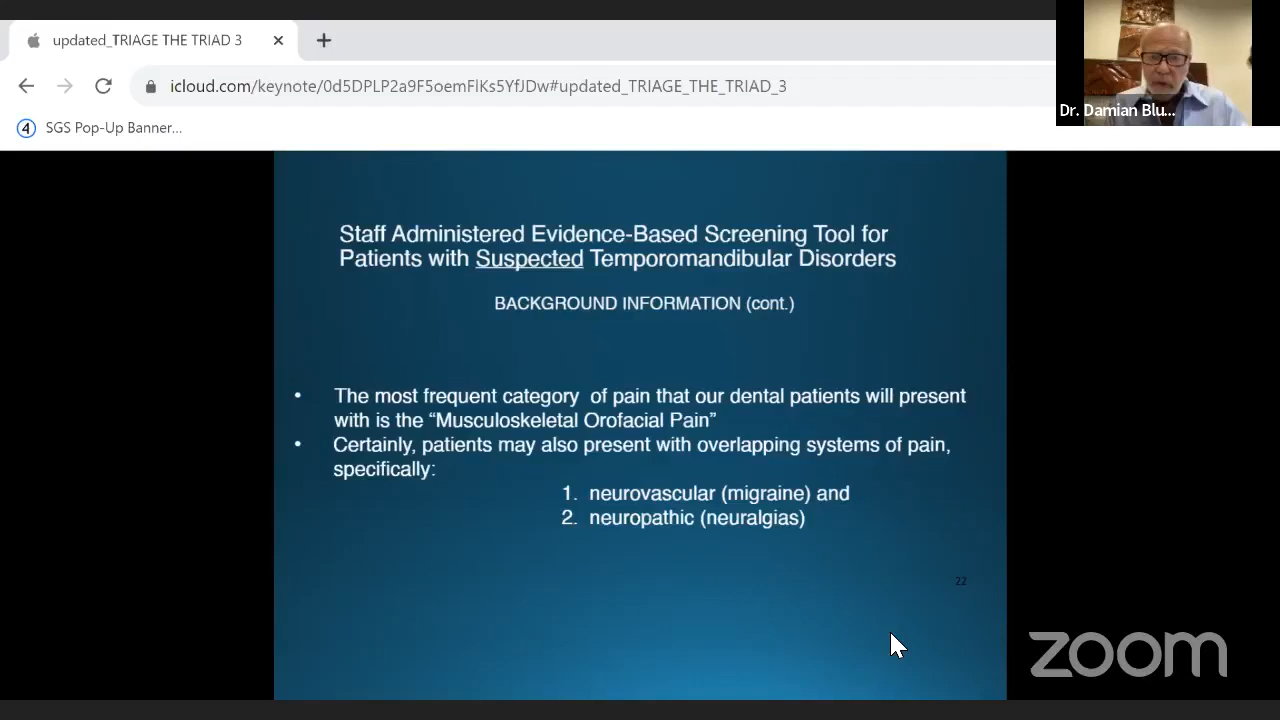 updated_TRIAGE THE TRIAD 3
icloud.com/keynote/0d5DPLP2a9F5oemFlKs5YfJDw#updated_TRIAGE_THE_TRIAD_3
4 SGS Pop-Up Banner...
Dr. Damian Blu...
Staff Administered Evidence-Based Screening Tool for
Patients with Suspected Temporomandibular Disorders
BACKGROUND INFORMATION (cont.)
• The most frequent category of pain that our dental patients will present
with is the “Musculoskeletal Orofacial Pain”
• Certainly, patients may also present with overlapping systems of pain,
specifically:
1. neurovascular (migraine) and
2. neuropathic (neuralgias)
22
zoom